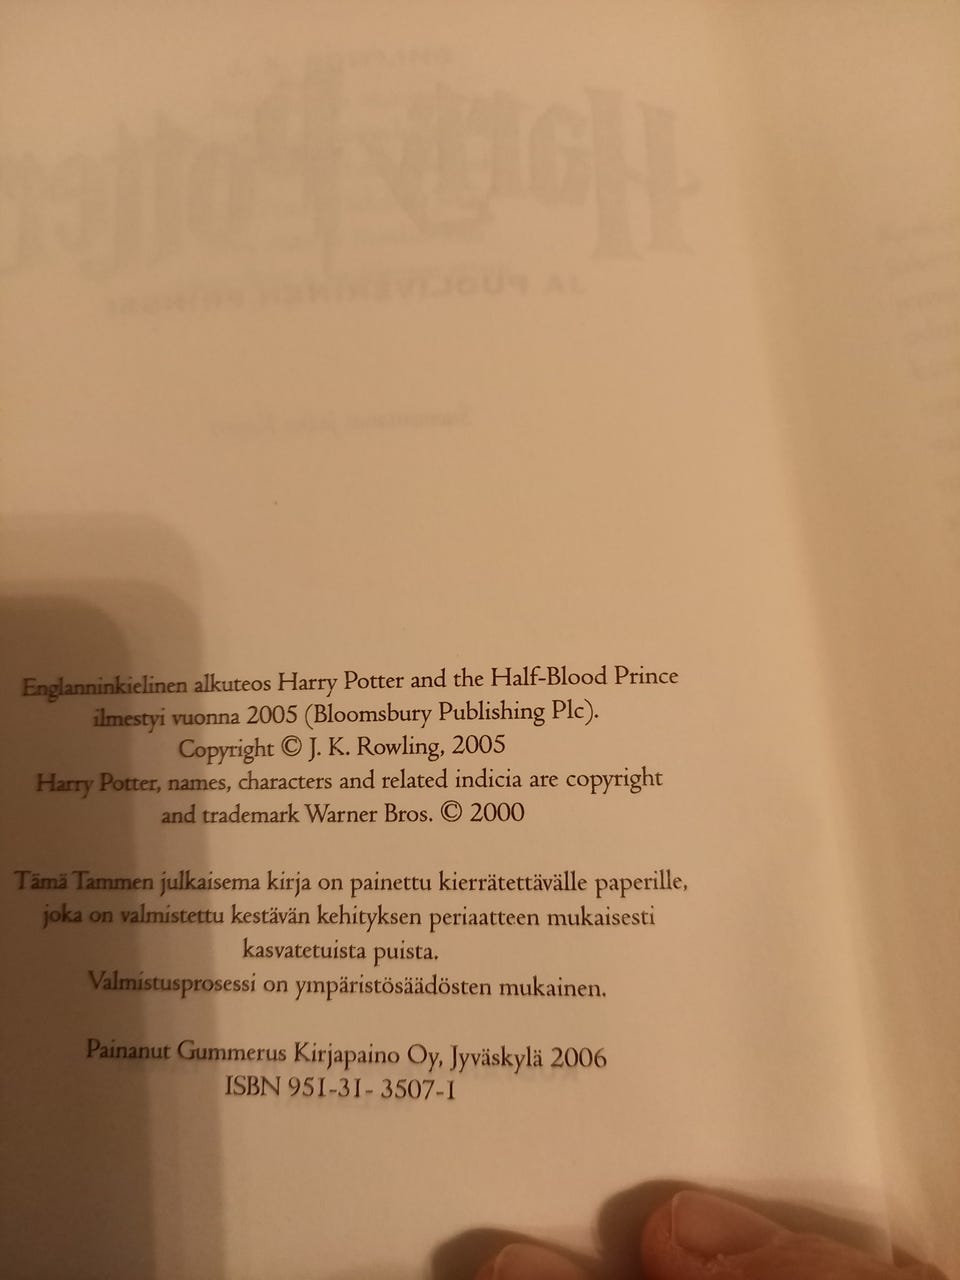 Englanninkielinen alkuteos Harry Potter and the Half-Blood Prince
ilmestyi vuonna 2005 (Bloomsbury Publishing Plc).
Copyright © J. K. Rowling, 2005
Harry Potter, names, characters and related indicia are copyright
and trademark Warner Bros. © 2000
Tämä Tammen julkaisema kirja on painettu kierrätettävälle paperille,
joka on valmistettu kestävän kehityksen periaatteen mukaisesti
kasvatetuista puista.
Valmistusprosessi on ympäristösäädösten mukainen.
Painanut Gummerus Kirjapaino Oy, Jyväskylä 2006
ISBN 951-31- 3507-1